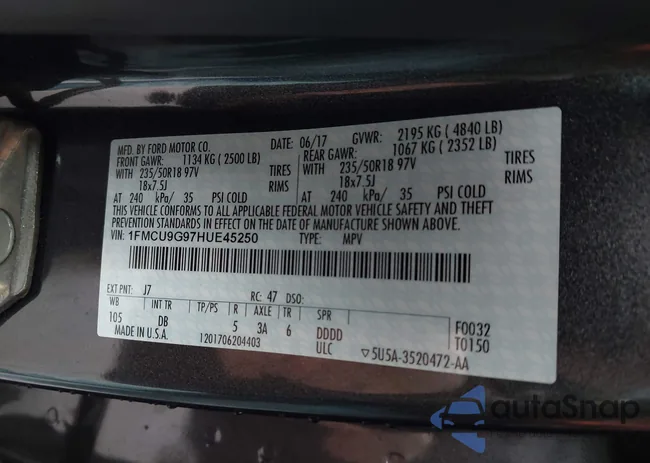 MFD. BY FORD MOTOR CO. DATE: 06/17 GVWR: 2195 KG ( 4840 LB)
FRONT GAWR: 1134 KG ( 2500 LB) REAR GAWR: 1067 KG ( 2352 LB)
WITH 235/50R18 97V TIRES WITH 235/50R18 97V TIRES
18x7.5J RIMS 18x7.5J RIMS
AT 240 kPa/ 35 PSI COLD AT 240 kPa/ 35 PSI COLD
THIS VEHICLE CONFORMS TO ALL APPLICABLE FEDERAL MOTOR VEHICLE SAFETY AND THEFT
PREVENTION STANDARDS IN EFFECT ON THE DATE OF MANUFACTURE SHOWN ABOVE.
VIN: 1FMCU9G97HUE45250 TYPE: MPV
EXT PNT: J7 RC: 47 DSO:
WB INT TR TP/PS R AXLE TR SPR
105 DB 5 3A 6 DDDD F0032
MADE IN U.S.A. 1201706204403 ULC ▽5U5A-3520472-AA T0150
autoSnap